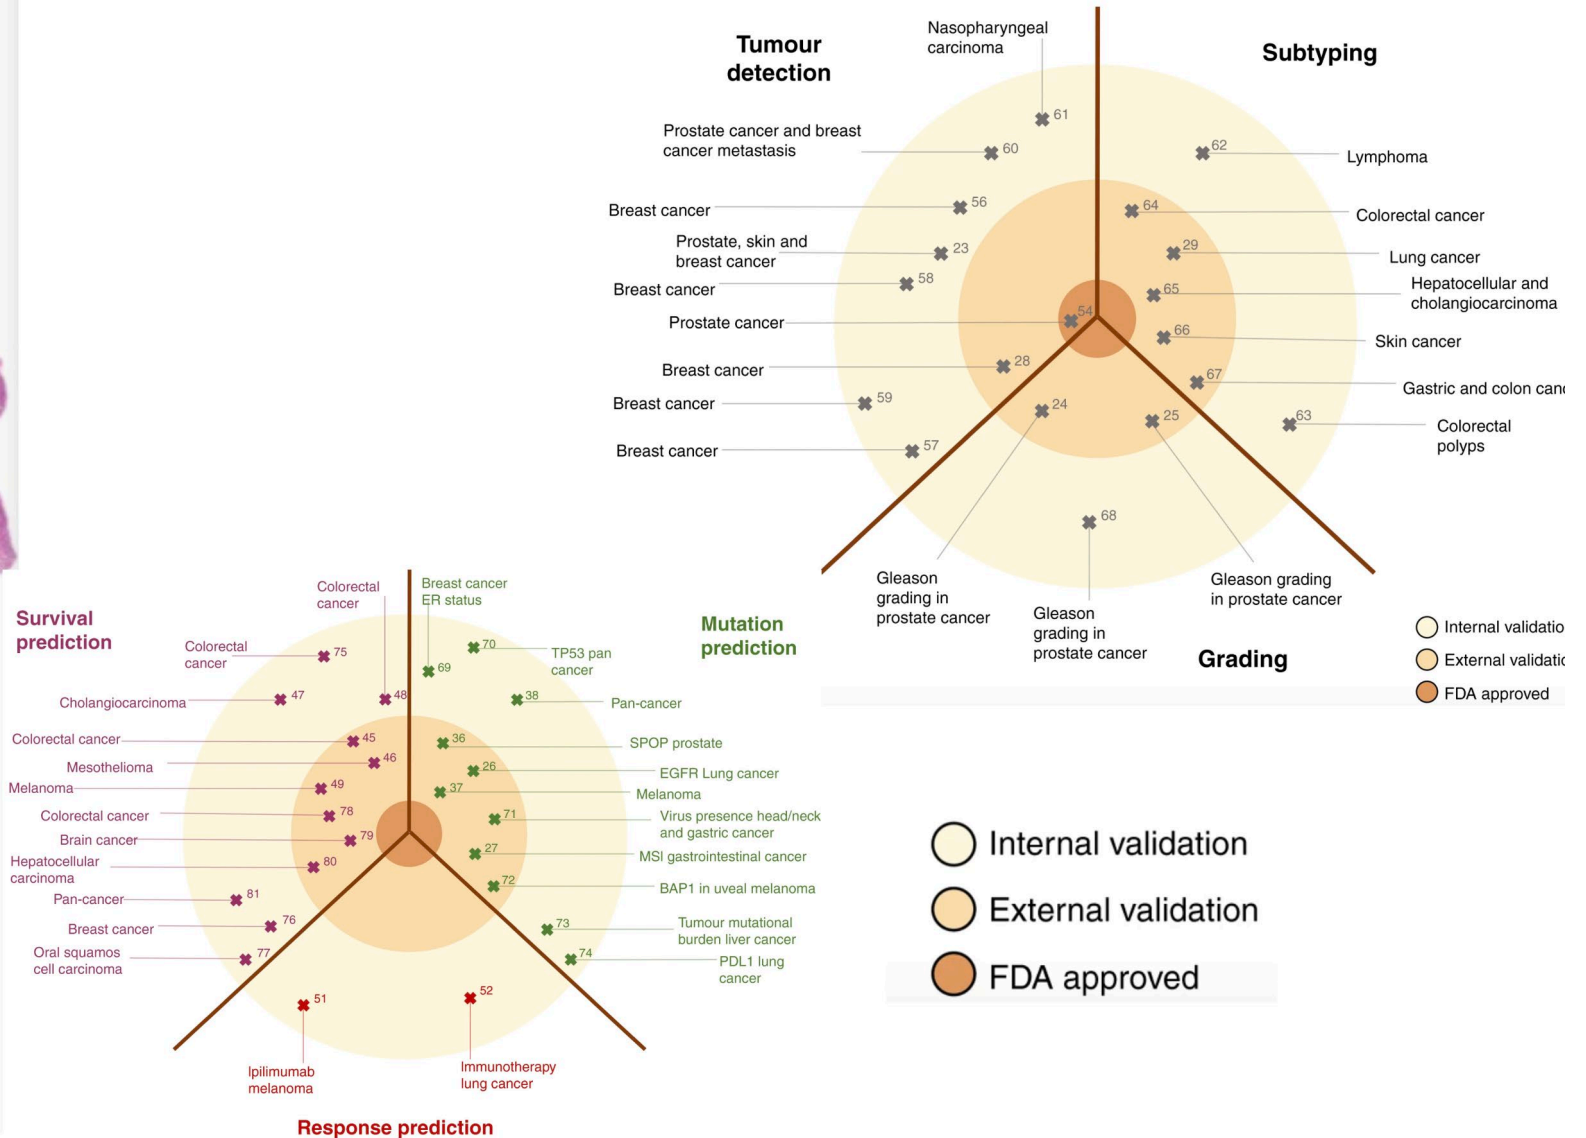 Tumour
detection
Nasopharyngeal
carcinoma
61
Prostate cancer and breast
cancer metastasis
60
Breast cancer
56
Prostate, skin and
breast cancer
23
Breast cancer
58
Prostate cancer
54
Breast cancer
28
Breast cancer
59
Breast cancer
57
Subtyping
62
Lymphoma
64
Colorectal cancer
29
Lung cancer
65
Hepatocellular and
cholangiocarcinoma
66
Skin cancer
67
Gastric and colon canc
63
Colorectal
polyps
24
25
68
Gleason
grading in
prostate cancer
Gleason
grading in
prostate cancer
Gleason grading
in prostate cancer
Grading
Internal validatio
External validatic
FDA approved
Survival
prediction
Colorectal
cancer
48
Colorectal
cancer
75
Cholangiocarcinoma
47
Colorectal cancer
45
Mesothelioma
46
Melanoma
49
Colorectal cancer
78
Brain cancer
79
Hepatocellular
carcinoma
80
Pan-cancer
81
Breast cancer
76
Oral squamos
cell carcinoma
77
Breast cancer
ER status
69
Mutation
prediction
70
TP53 pan
cancer
38
Pan-cancer
36
SPOP prostate
26
EGFR Lung cancer
37
Melanoma
71
Virus presence head/neck
and gastric cancer
27
MSI gastrointestinal cancer
72
BAP1 in uveal melanoma
73
Tumour mutational
burden liver cancer
74
PDL1 lung
cancer
51
Ipilimumab
melanoma
52
Immunotherapy
lung cancer
Response prediction
Internal validation
External validation
FDA approved